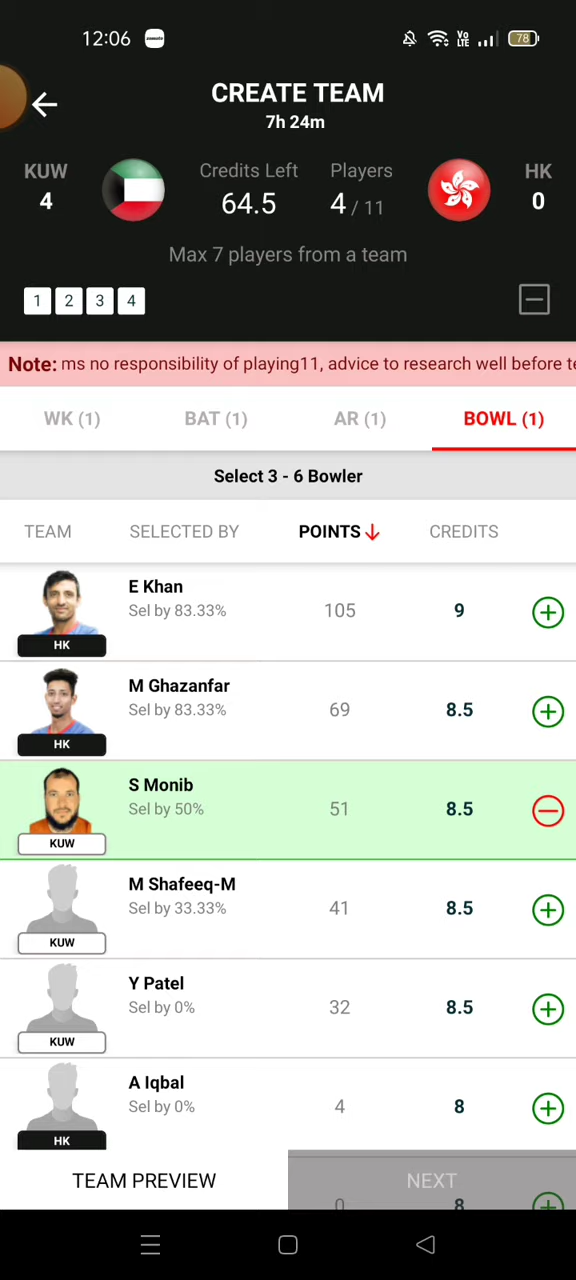 12:06
Vo LTE
78
CREATE TEAM
7h 24m
KUW
4
Credits Left
64.5
Players
4 / 11
HK
0
Max 7 players from a team
1 2 3 4
Note: ms no responsibility of playing11, advice to research well before te
WK (1) BAT (1) AR (1) BOWL (1)
Select 3 - 6 Bowler
TEAM SELECTED BY POINTS CREDITS
E Khan
Sel by 83.33% 105 9
HK
M Ghazanfar
Sel by 83.33% 69 8.5
HK
S Monib
Sel by 50% 51 8.5
KUW
M Shafeeq-M
Sel by 33.33% 41 8.5
KUW
Y Patel
Sel by 0% 32 8.5
KUW
A Iqbal
Sel by 0% 4 8
HK
TEAM PREVIEW NEXT
0 8